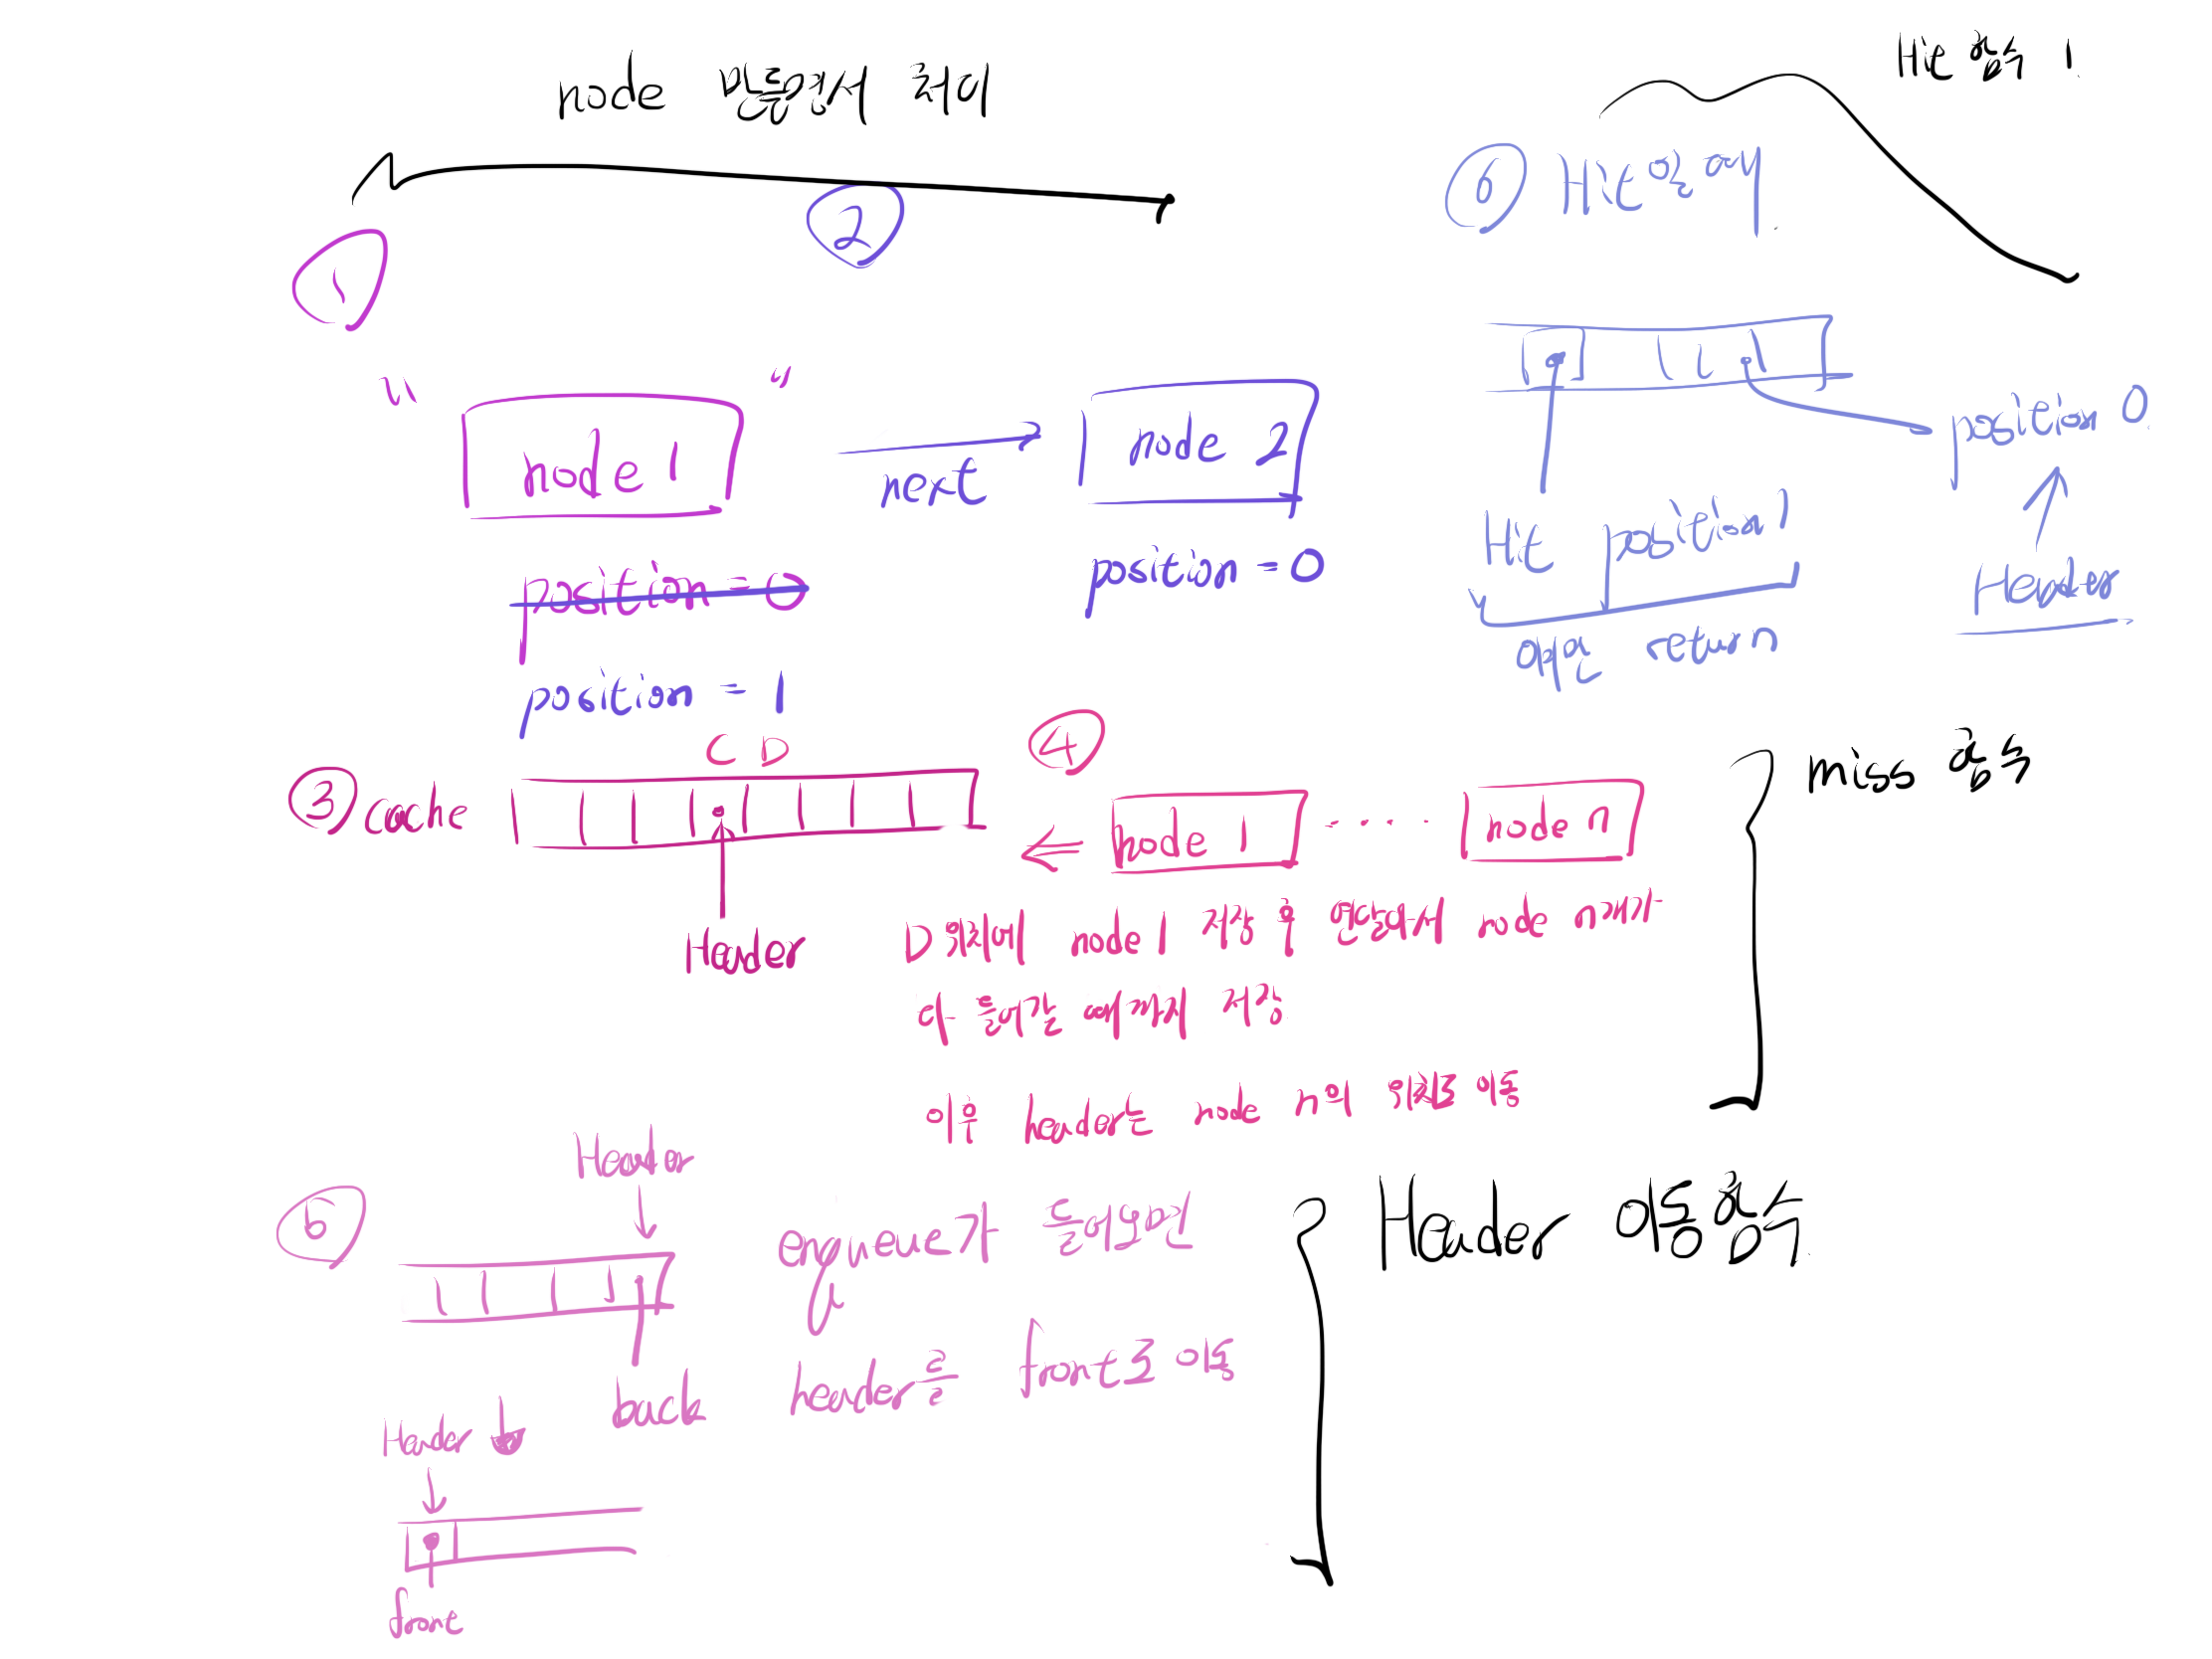 node 만들면서 처리
Hit 함수 1.
1
2
6 Hit일 때.
" node 1 "
next
node 2
position = 0
position = 1
position = 0
Hit position 1
여기만 return
position 0.
Header
C D
3 cache
Header
4
node 1 ···· node n
D위치에 node 1 저장 후 연달아서 node n개가
다 들어갈 때까지 저장
이후 header는 node n의 위치로 이동
miss 함수
5
Header
back
enqueue가 들어오면
header를 front로 이동
Header
front
Header 이동함수.